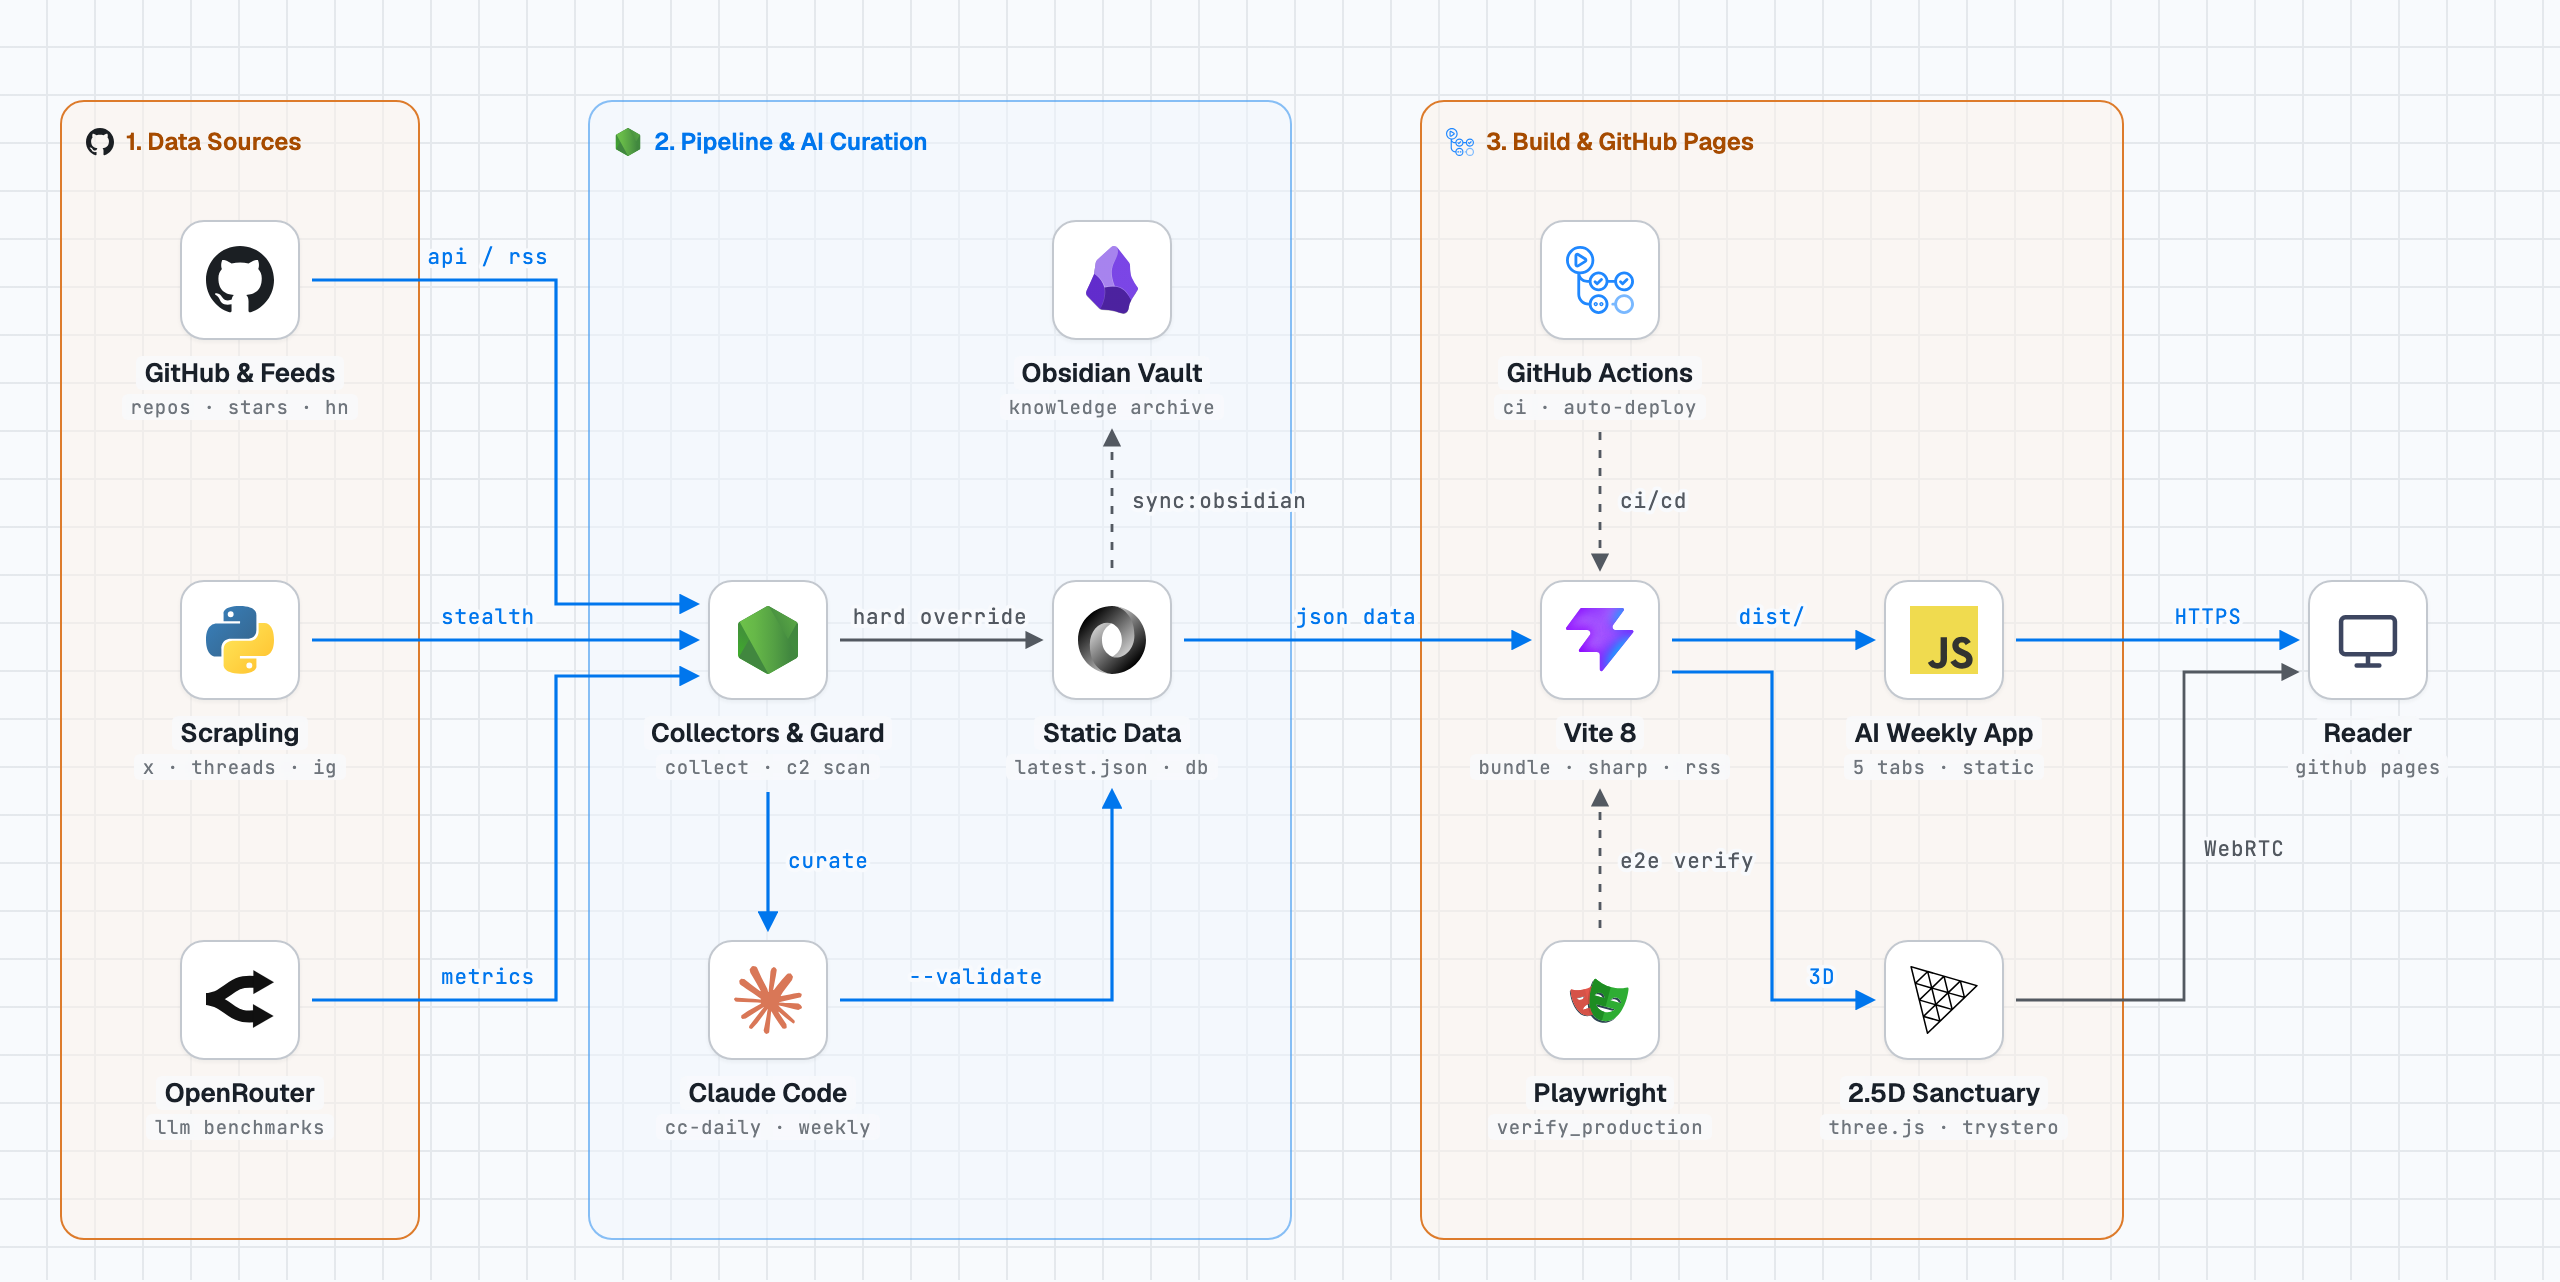 1. Data Sources
GitHub & Feeds
repos · stars · hn
Scrapling
x · threads · ig
OpenRouter
llm benchmarks
api / rss
stealth
metrics
2. Pipeline & AI Curation
Obsidian Vault
knowledge archive
sync:obsidian
Collectors & Guard
collect · c2 scan
hard override
Static Data
latest.json · db
curate
Claude Code
cc-daily · weekly
--validate
json data
3. Build & GitHub Pages
GitHub Actions
ci · auto-deploy
ci/cd
Vite 8
bundle · sharp · rss
dist/
JS
AI Weekly App
5 tabs · static
e2e verify
Playwright
verify_production
3D
2.5D Sanctuary
three.js · trystero
HTTPS
WebRTC
Reader
github pages